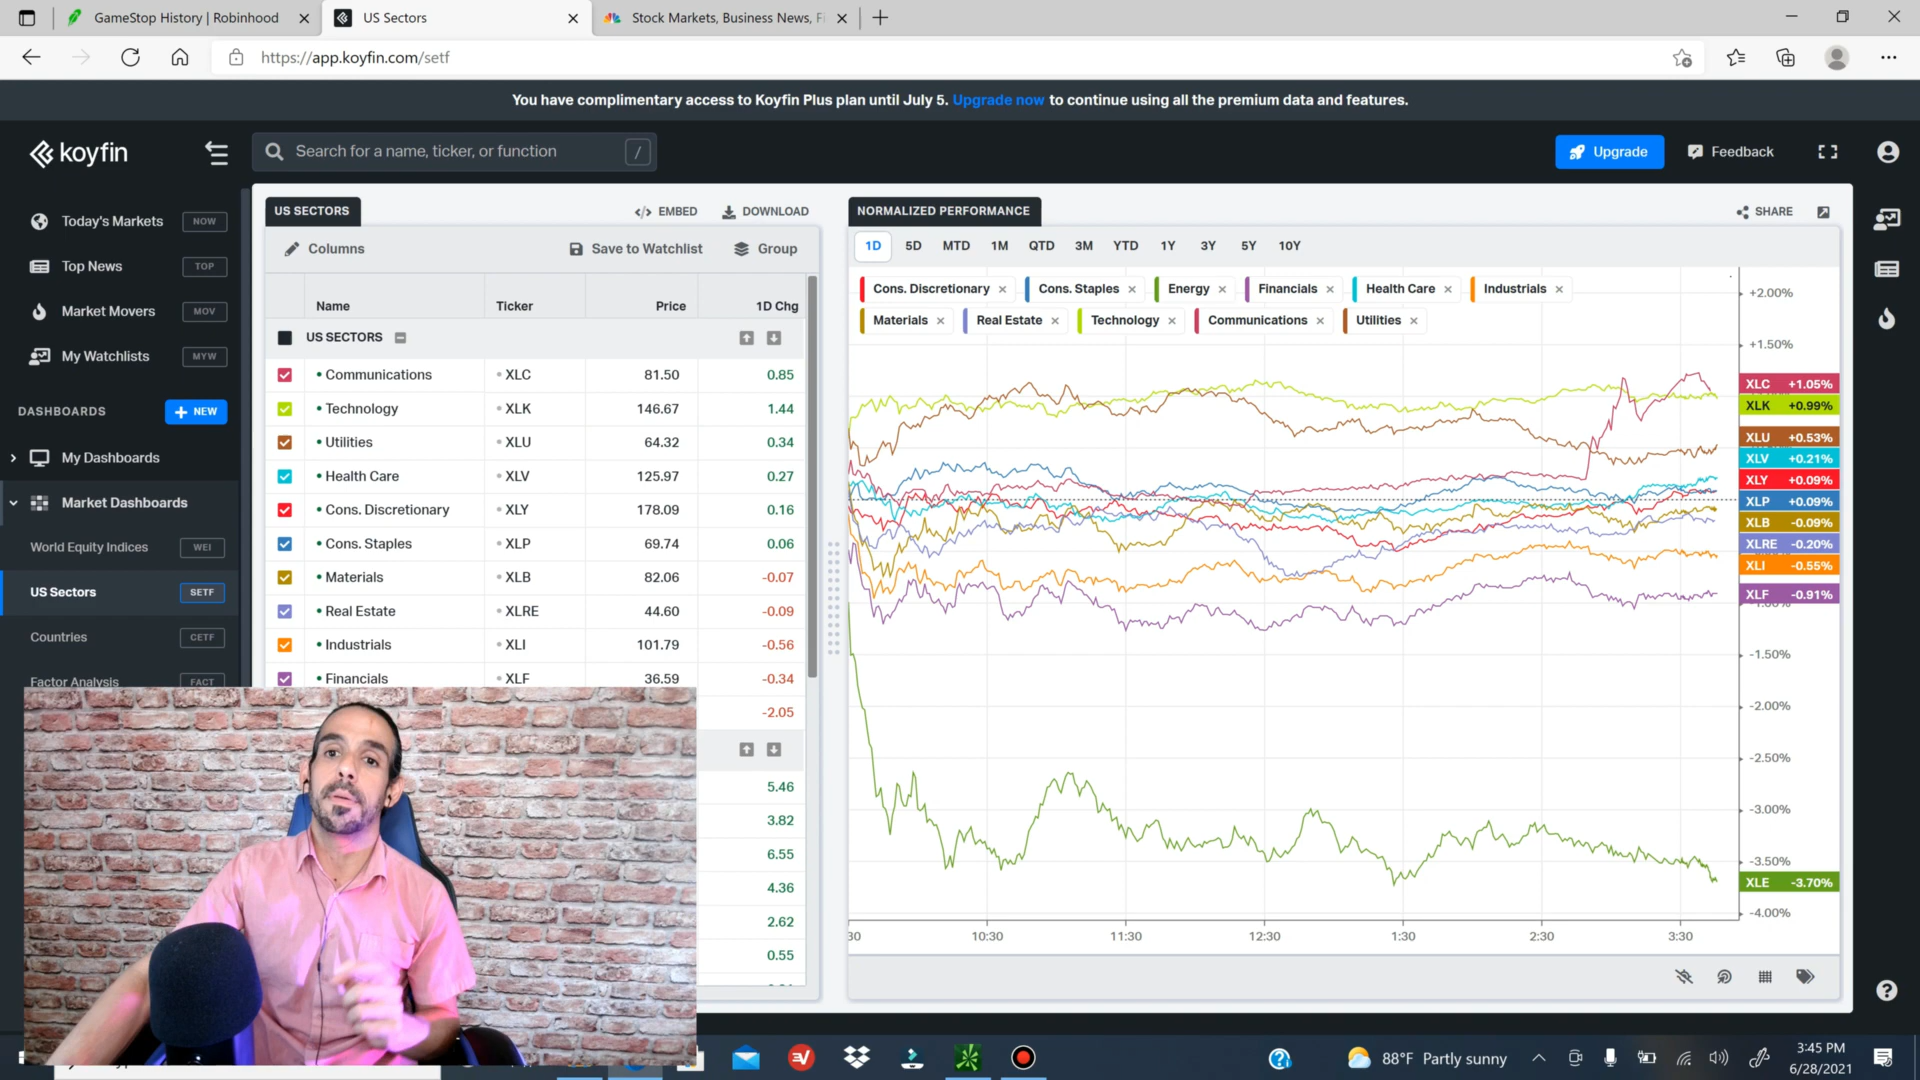 GameStop History | Robinhood
US Sectors
Stock Markets, Business News, Fi
https://app.koyfin.com/setf
You have complimentary access to Koyfin Plus plan until July 5. Upgrade now to continue using all the premium data and features.
koyfin
Search for a name, ticker, or function /
Upgrade
Feedback
Today's Markets NOW
Top News TOP
Market Movers MOV
My Watchlists MYW
DASHBOARDS + NEW
My Dashboards
Market Dashboards
World Equity Indices WEI
US Sectors SETF
Countries CETF
Factor Analysis FACT
US SECTORS
EMBED
DOWNLOAD
Columns
Save to Watchlist
Group
Name Ticker Price 1D Chg
US SECTORS
Communications XLC 81.50 0.85
Technology XLK 146.67 1.44
Utilities XLU 64.32 0.34
Health Care XLV 125.97 0.27
Cons. Discretionary XLY 178.09 0.16
Cons. Staples XLP 69.74 0.06
Materials XLB 82.06 -0.07
Real Estate XLRE 44.60 -0.09
Industrials XLI 101.79 -0.56
Financials XLF 36.59 -0.34
-2.05
5.46
3.82
6.55
4.36
2.62
0.55
NORMALIZED PERFORMANCE
SHARE
1D 5D MTD 1M QTD 3M YTD 1Y 3Y 5Y 10Y
Cons. Discretionary Cons. Staples Energy Financials Health Care Industrials
Materials Real Estate Technology Communications Utilities
+2.00%
+1.50%
XLC +1.05%
XLK +0.99%
XLU +0.53%
XLV +0.21%
XLY +0.09%
XLP +0.09%
XLB -0.09%
XLRE -0.20%
XLI -0.55%
XLF -0.91%
-1.50%
-2.00%
-2.50%
-3.00%
-3.50%
XLE -3.70%
-4.00%
30 10:30 11:30 12:30 1:30 2:30 3:30
88°F Partly sunny
3:45 PM
6/28/2021